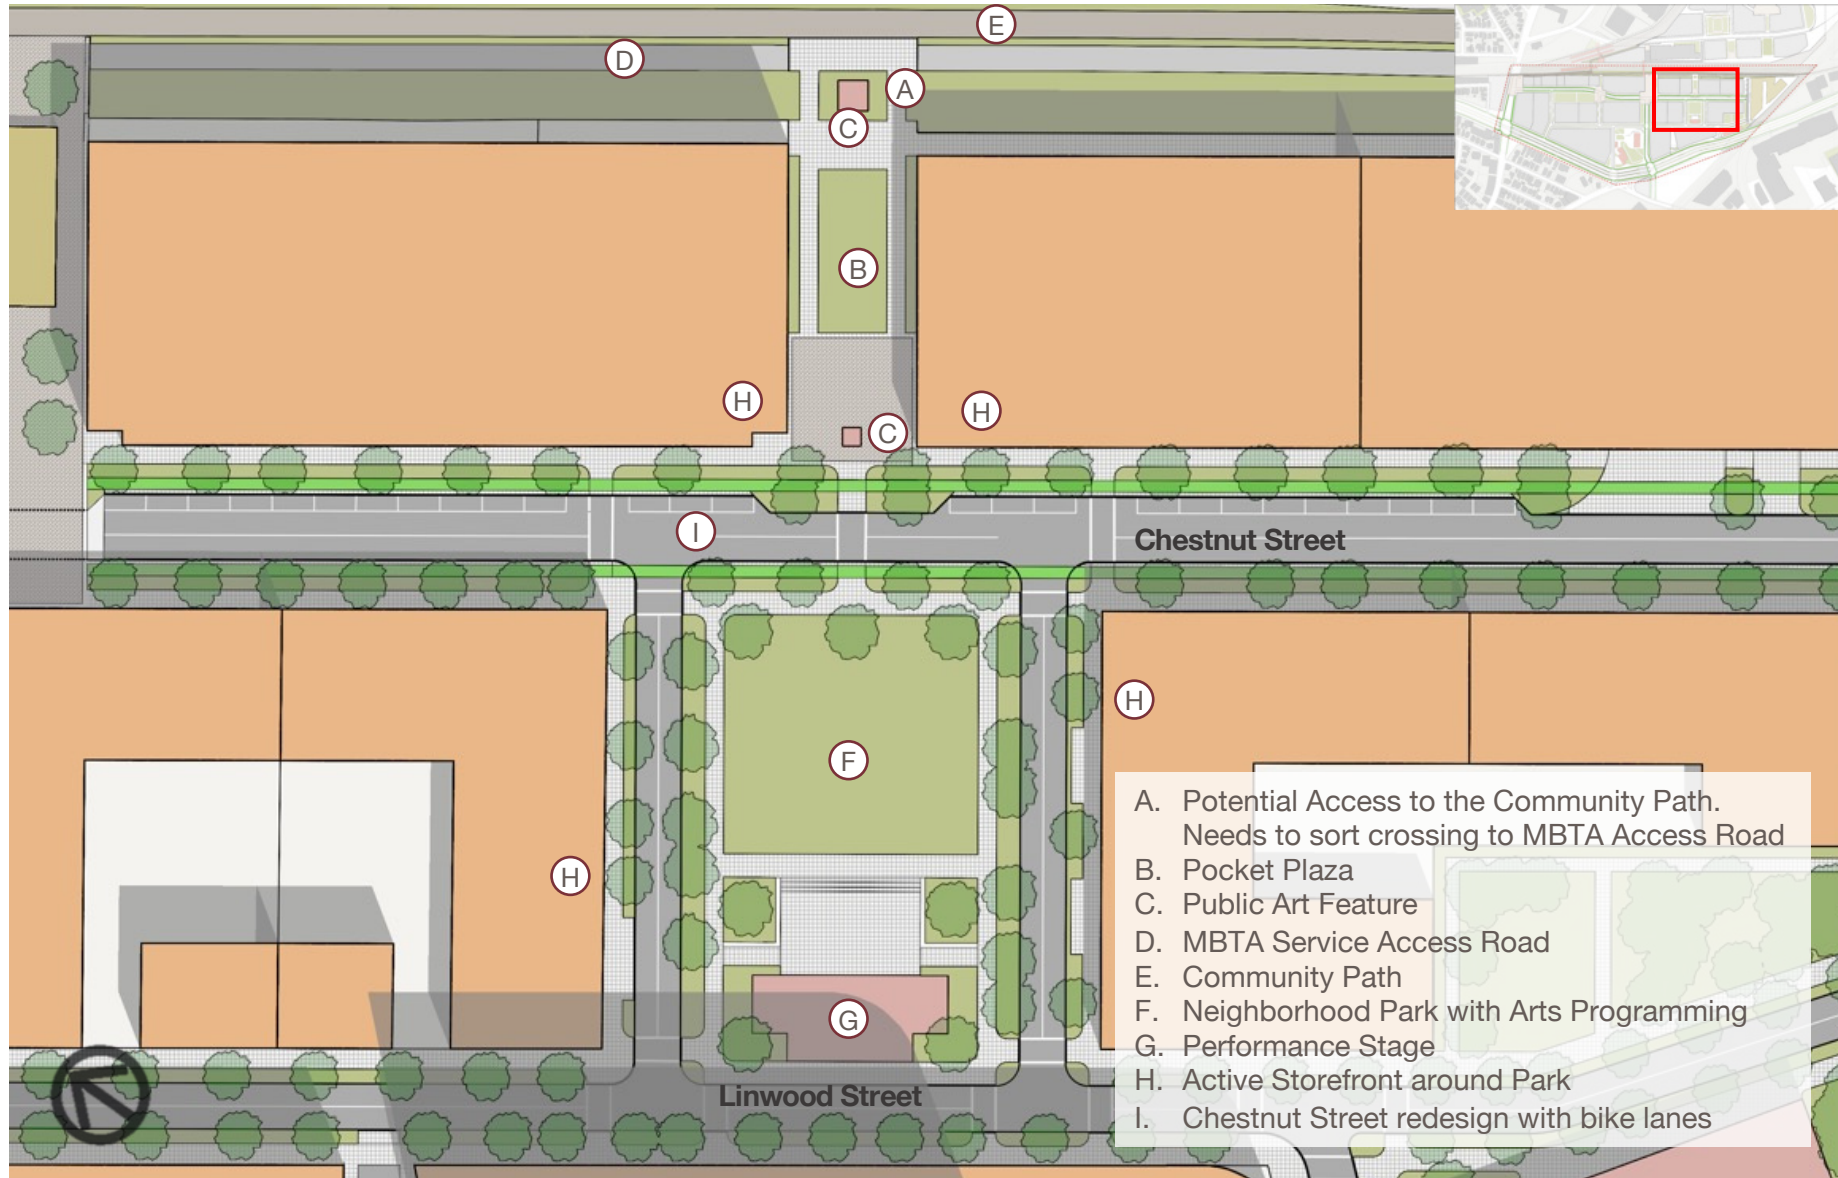 E
D
A
C
B
H
H
C
I
Chestnut Street
H
F
H
G
Linwood Street
A. Potential Access to the Community Path.
Needs to sort crossing to MBTA Access Road
B. Pocket Plaza
C. Public Art Feature
D. MBTA Service Access Road
E. Community Path
F. Neighborhood Park with Arts Programming
G. Performance Stage
H. Active Storefront around Park
I. Chestnut Street redesign with bike lanes